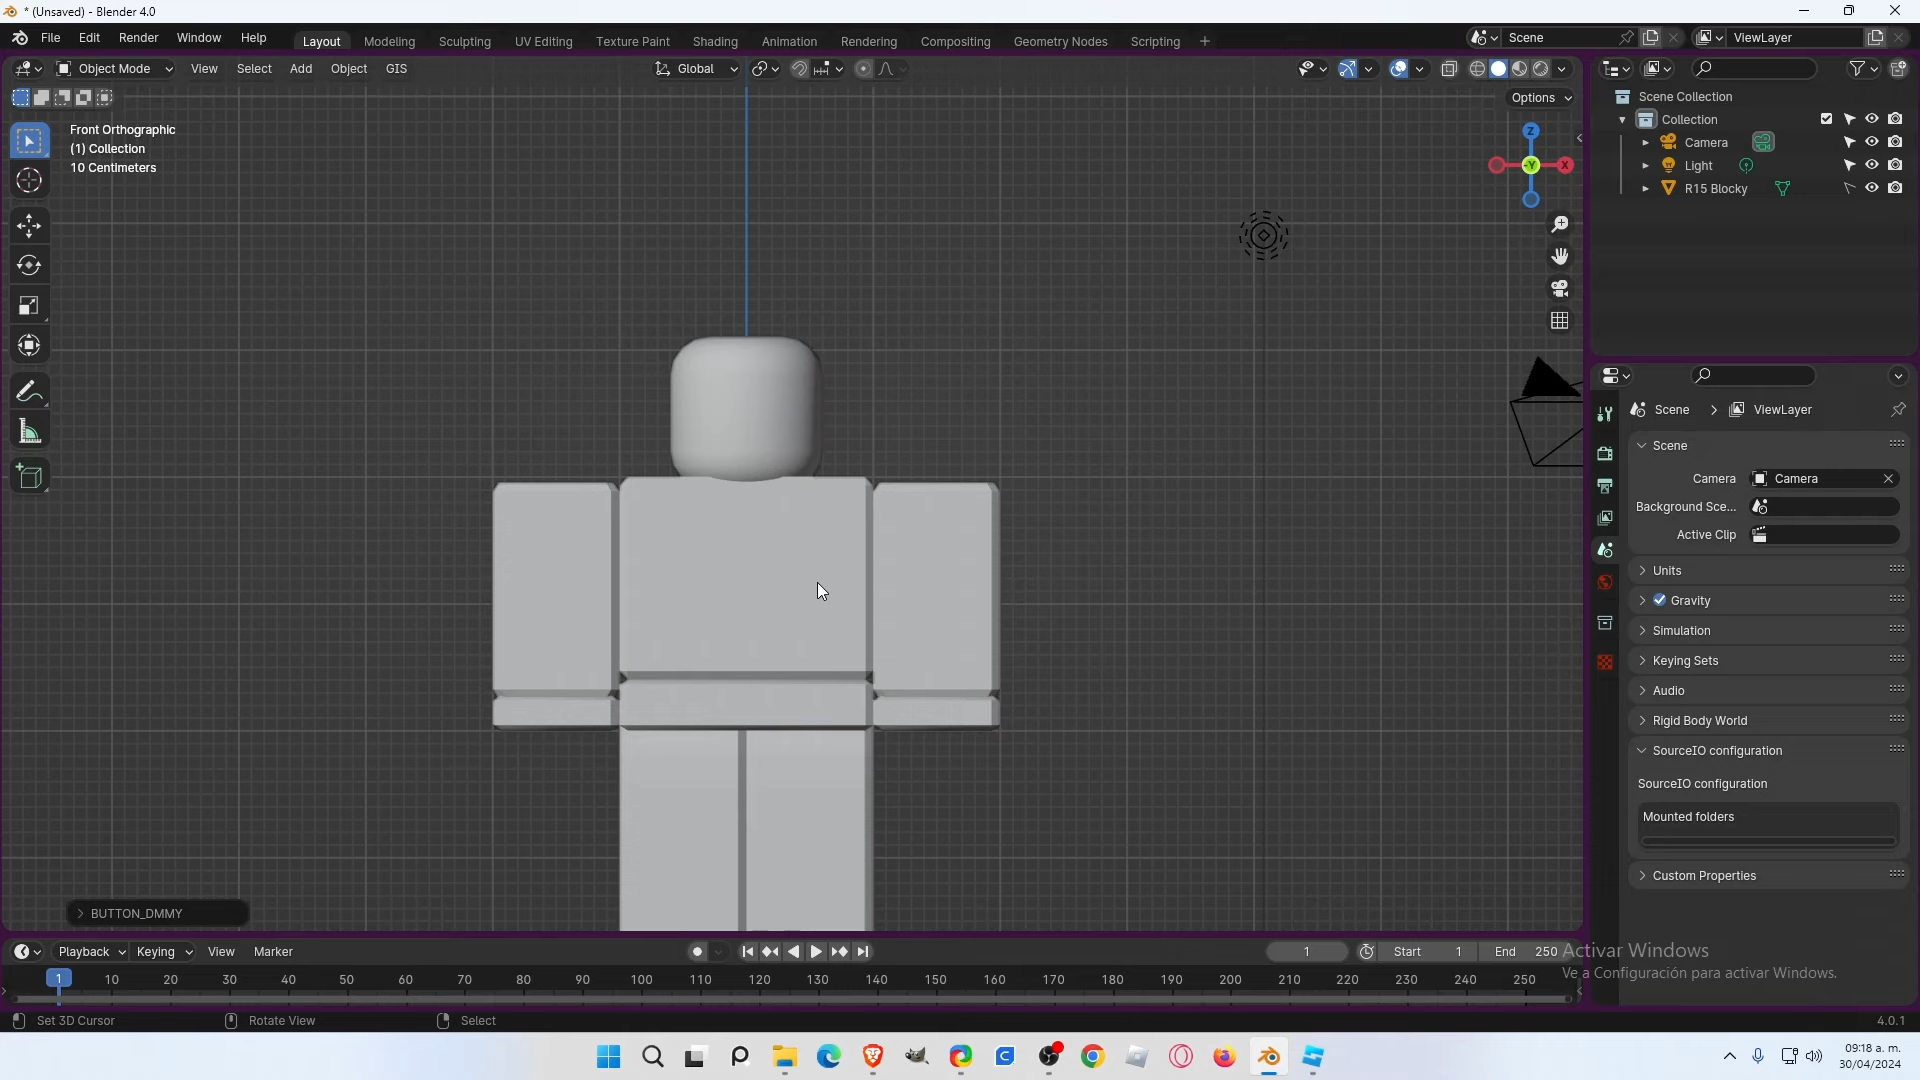 * (Unsaved) - Blender 4.0
File Edit Render Window Help Layout Modeling Sculpting UV Editing Texture Paint Shading Animation Rendering Compositing Geometry Nodes Scripting + Scene ViewLayer
Object Mode View Select Add Object GIS Global
Options
Front Orthographic
(1) Collection
10 Centimeters
Z
-Y X
Scene Collection
Collection
Camera
Light
R15 Blocky
Scene > ViewLayer
Scene
Camera Camera
Background Sce...
Active Clip
Units
Gravity
Simulation
Keying Sets
Audio
Rigid Body World
SourceIO configuration
SourceIO configuration
Mounted folders
Custom Properties
BUTTON_DMMY
Playback Keying View Marker 1 Start 1 End 250
1 10 20 30 40 50 60 70 80 90 100 110 120 130 140 150 160 170 180 190 200 210 220 230 240 250
Activar Windows
Ve a Configuración para activar Windows.
Set 3D Cursor Rotate View Select 4.0.1
09:18 a. m.
30/04/2024